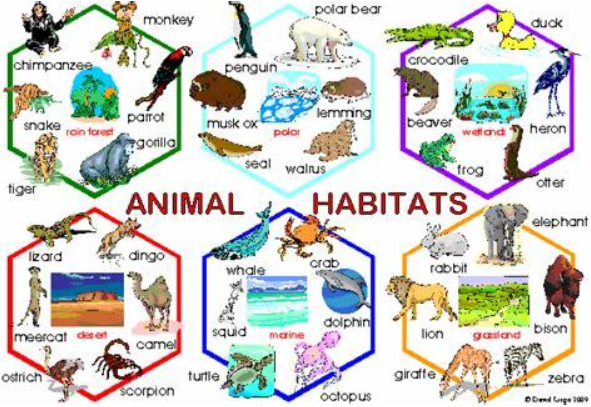 monkey
chimpanzee
parrot
snake
rain forest
gorilla
tiger
polar bear
penguin
lemming
musk ox
polar
seal
walrus
duck
crocodile
beaver
wetlands
heron
frog
otter
ANIMAL HABITATS
lizard
dingo
meercat
desert
camel
ostrich
scorpion
whale
crab
squid
marine
dolphin
turtle
octopus
elephant
rabbit
lion
grassland
bison
giraffe
zebra